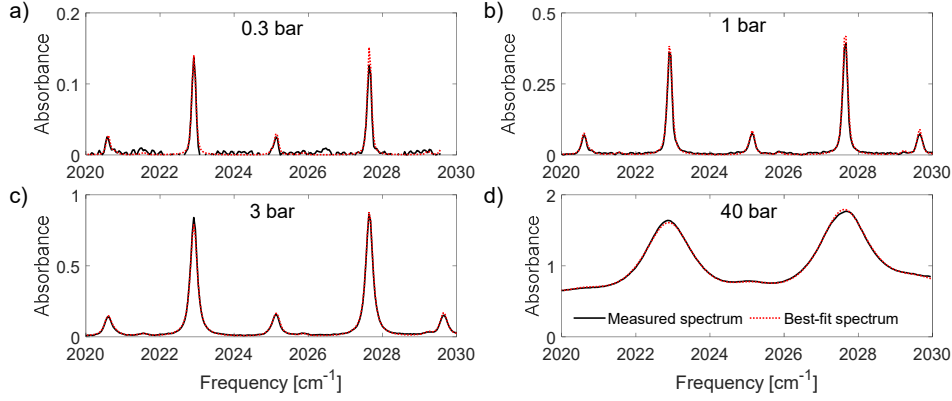 a)
0.3 bar
0.2
0.1
0
Absorbance
2020 2022 2024 2026 2028 2030
b)
1 bar
0.5
0.25
0
Absorbance
2020 2022 2024 2026 2028 2030
c)
3 bar
1
0.5
0
Absorbance
2020 2022 2024 2026 2028 2030
Frequency [cm⁻¹]
d)
40 bar
2
1
0
Absorbance
Measured spectrum
Best-fit spectrum
2020 2022 2024 2026 2028 2030
Frequency [cm⁻¹]